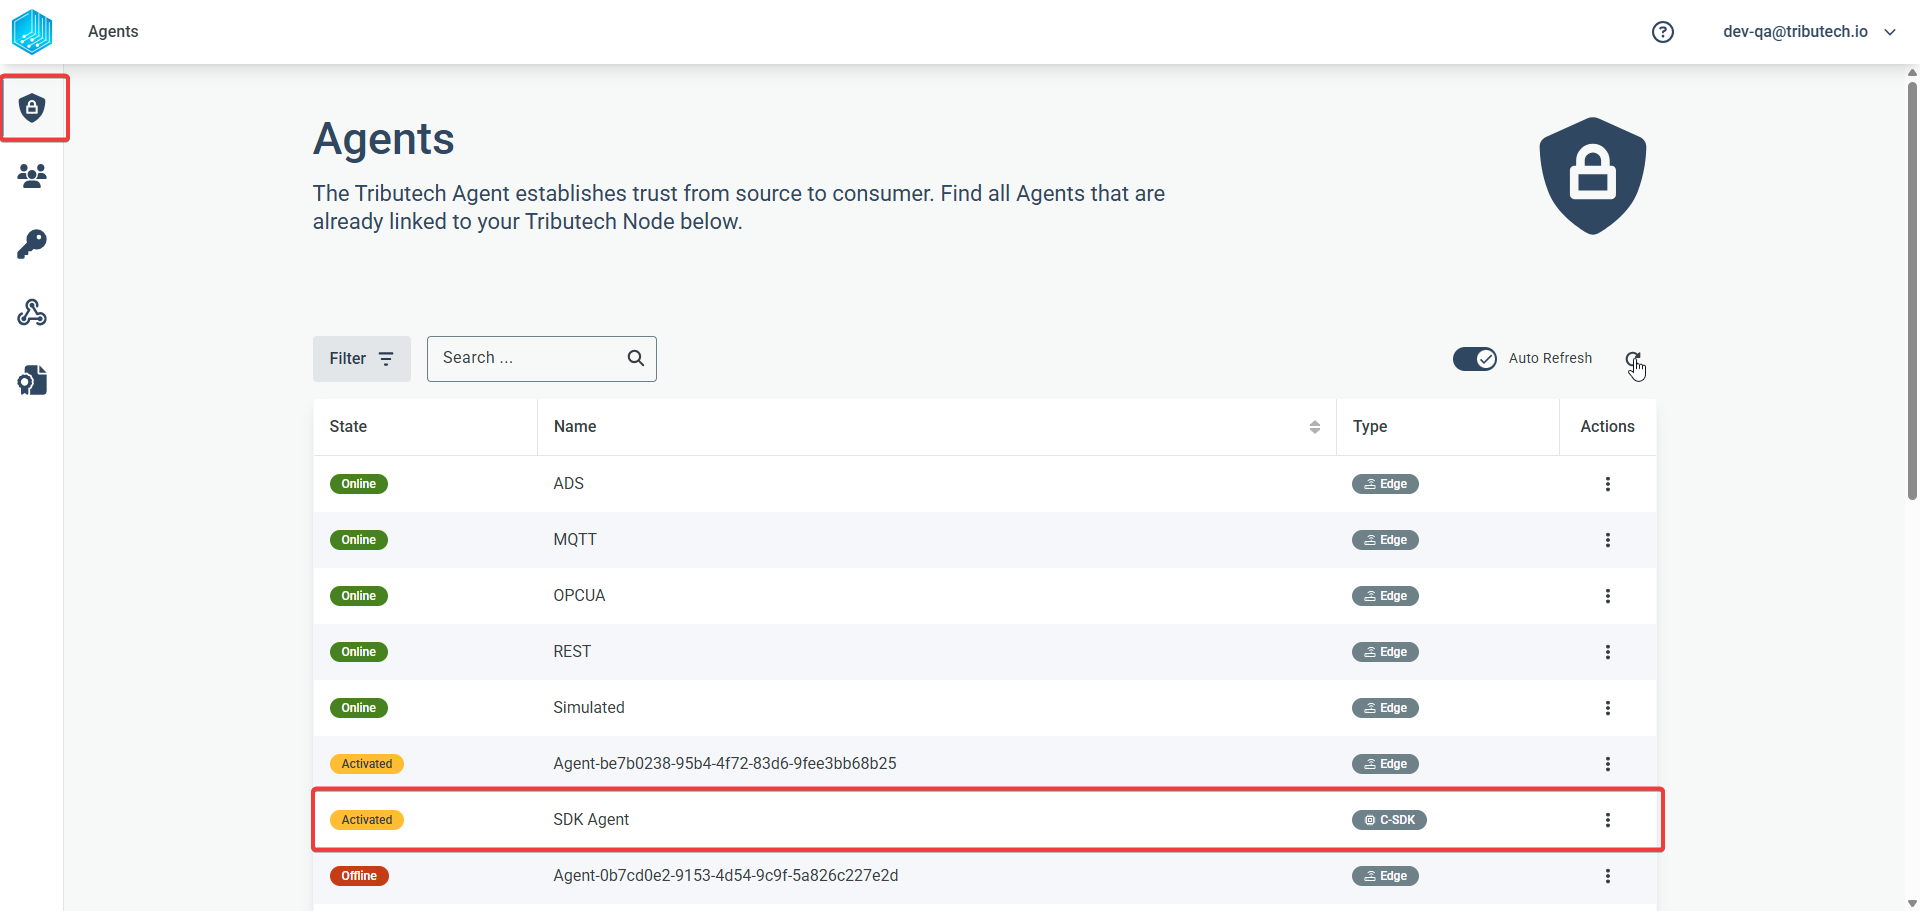 Agents
dev-qa@tributech.io
Agents
The Tributech Agent establishes trust from source to consumer. Find all Agents that are
already linked to your Tributech Node below.
Filter
Search ...
Auto Refresh
State Name Type Actions
Online ADS Edge
Online MQTT Edge
Online OPCUA Edge
Online REST Edge
Online Simulated Edge
Activated Agent-be7b0238-95b4-4f72-83d6-9fee3bb68b25 Edge
Activated SDK Agent C-SDK
Offline Agent-0b7cd0e2-9153-4d54-9c9f-5a826c227e2d Edge